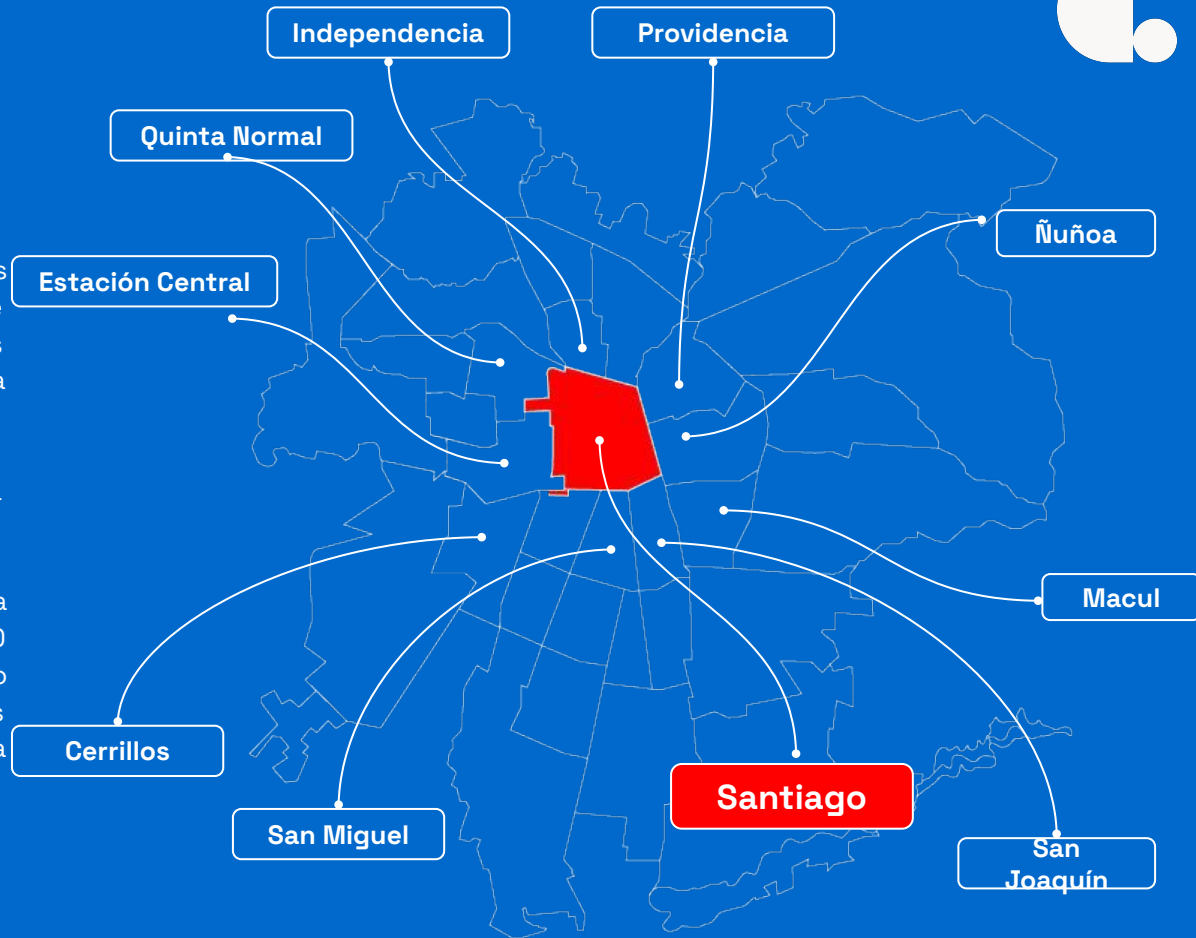 Independencia
Providencia
Quinta Normal
Ñuñoa
Estación Central
Macul
Cerrillos
Santiago
San Miguel
San
Joaquín